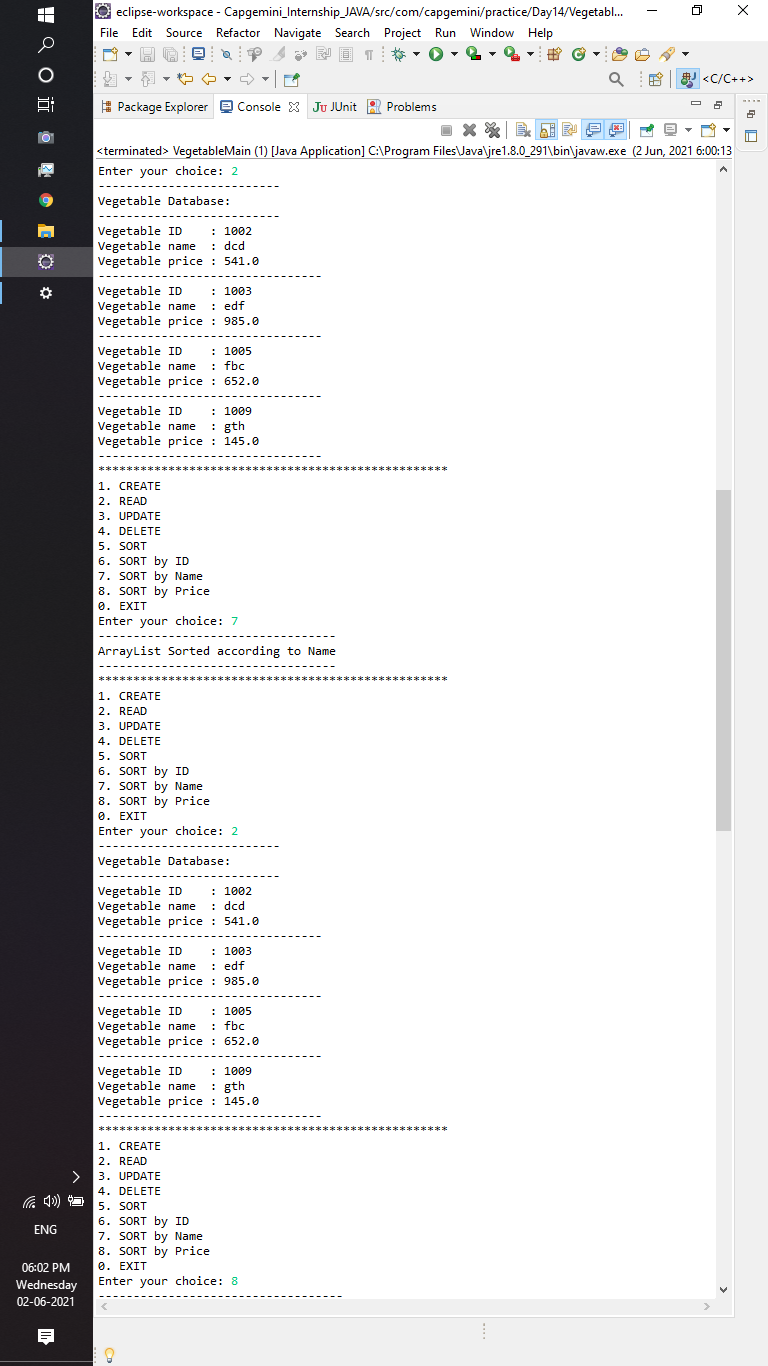 eclipse-workspace - Capgemini_Internship_JAVA/src/com/capgemini/practice/Day14/Vegetabl...
File Edit Source Refactor Navigate Search Project Run Window Help
<C/C++>
Package Explorer Console JUnit Problems
<terminated> VegetableMain (1) [Java Application] C:\Program Files\Java\jre1.8.0_291\bin\javaw.exe (2 Jun, 2021 6:00:13
Enter your choice: 2
--------------------------
Vegetable Database:
--------------------------
Vegetable ID    : 1002
Vegetable name  : dcd
Vegetable price : 541.0
--------------------------------
Vegetable ID    : 1003
Vegetable name  : edf
Vegetable price : 985.0
--------------------------------
Vegetable ID    : 1005
Vegetable name  : fbc
Vegetable price : 652.0
--------------------------------
Vegetable ID    : 1009
Vegetable name  : gth
Vegetable price : 145.0
--------------------------------
**************************************************
1. CREATE
2. READ
3. UPDATE
4. DELETE
5. SORT
6. SORT by ID
7. SORT by Name
8. SORT by Price
0. EXIT
Enter your choice: 7
----------------------------------
ArrayList Sorted according to Name
----------------------------------
**************************************************
1. CREATE
2. READ
3. UPDATE
4. DELETE
5. SORT
6. SORT by ID
7. SORT by Name
8. SORT by Price
0. EXIT
Enter your choice: 2
--------------------------
Vegetable Database:
--------------------------
Vegetable ID    : 1002
Vegetable name  : dcd
Vegetable price : 541.0
--------------------------------
Vegetable ID    : 1003
Vegetable name  : edf
Vegetable price : 985.0
--------------------------------
Vegetable ID    : 1005
Vegetable name  : fbc
Vegetable price : 652.0
--------------------------------
Vegetable ID    : 1009
Vegetable name  : gth
Vegetable price : 145.0
--------------------------------
**************************************************
1. CREATE
2. READ
3. UPDATE
4. DELETE
5. SORT
6. SORT by ID
7. SORT by Name
8. SORT by Price
0. EXIT
Enter your choice: 8
-----------------------------------
ENG
06:02 PM
Wednesday
02-06-2021